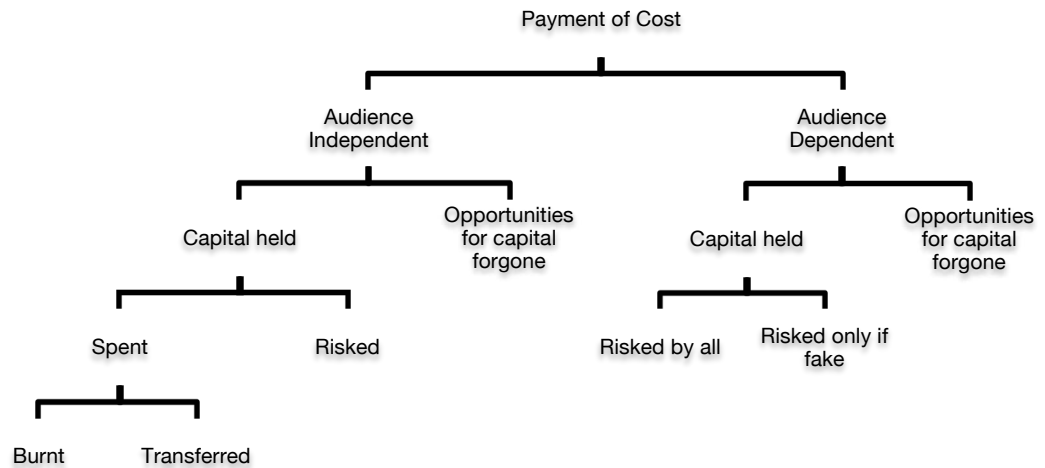 Payment of Cost
Audience
Independent
Audience
Dependent
Capital held
Opportunities
for capital
forgone
Capital held
Opportunities
for capital
forgone
Spent
Risked
Risked by all
Risked only if
fake
Burnt
Transferred